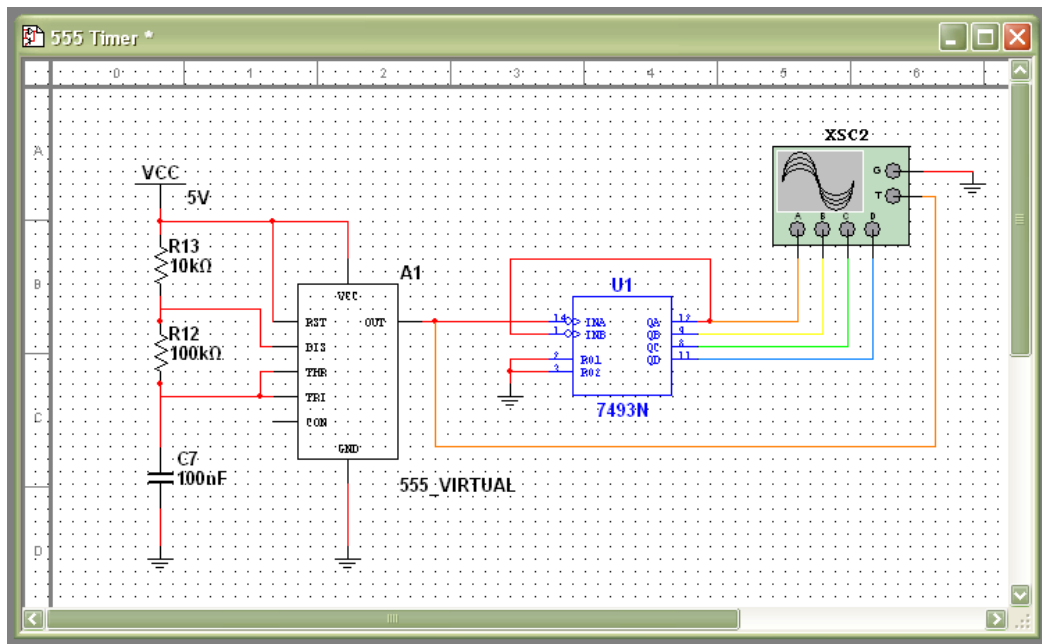 555 Timer *
0 1 2 3 4 5 6
A
B
C
D
VCC
5V
R13
10kΩ
R12
100kΩ
C7
100nF
A1
VCC
RST
DIS
THR
TRI
CON
OUT
GND
555_VIRTUAL
U1
14 INA
1 INB
2 R01
3 R02
QA 12
QB 9
QC 8
QD 11
7493N
XSC2
G
T
A B C D